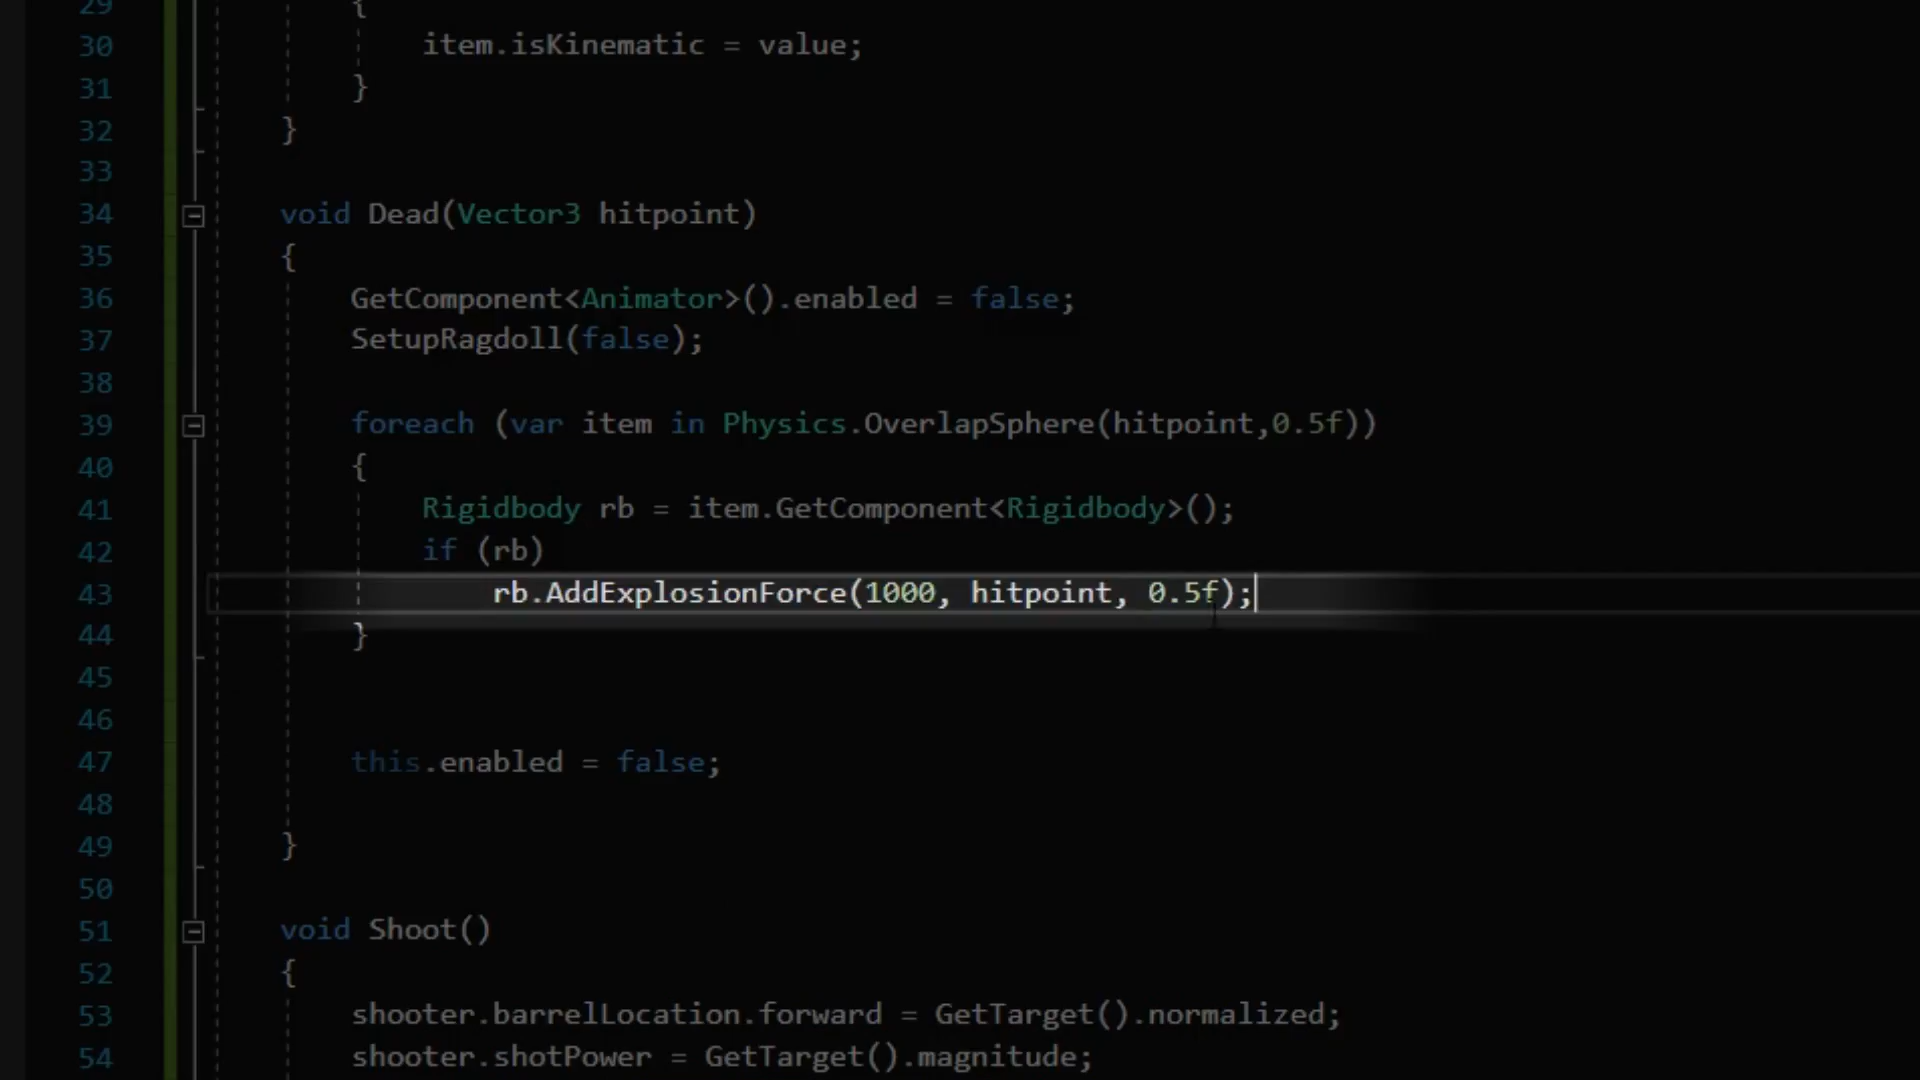 29 {
30 item.isKinematic = value;
31 }
32 }
33
34 void Dead(Vector3 hitpoint)
35 {
36 GetComponent<Animator>().enabled = false;
37 SetupRagdoll(false);
38
39 foreach (var item in Physics.OverlapSphere(hitpoint,0.5f))
40 {
41 Rigidbody rb = item.GetComponent<Rigidbody>();
42 if (rb)
43 rb.AddExplosionForce(1000, hitpoint, 0.5f);
44 }
45
46
47 this.enabled = false;
48
49 }
50
51 void Shoot()
52 {
53 shooter.barrelLocation.forward = GetTarget().normalized;
54 shooter.shotPower = GetTarget().magnitude;